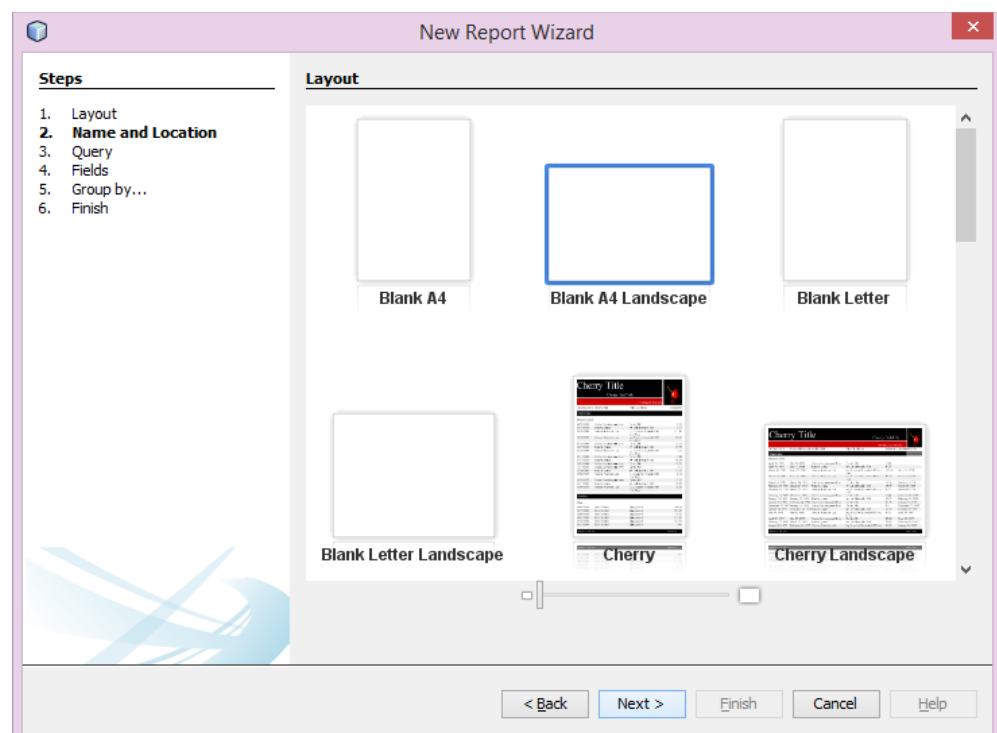 New Report Wizard
Steps
1. Layout
2. Name and Location
3. Query
4. Fields
5. Group by...
6. Finish
Layout
Blank A4
Blank A4 Landscape
Blank Letter
Blank Letter Landscape
Cherry Title
Cherry
Cherry Title
Cherry Landscape
< Back
Next >
Finish
Cancel
Help